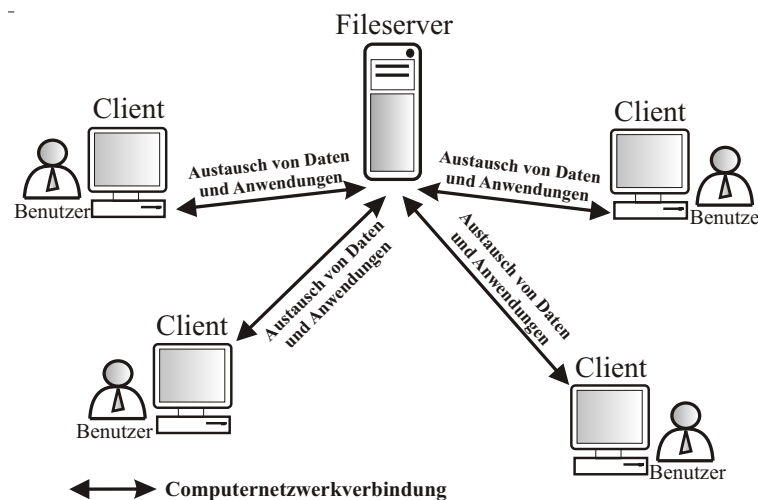 Fileserver
Client
Benutzer
Austausch von Daten
und Anwendungen
Client
Benutze
Austausch von Daten
und Anwendungen
Client
Benutzer
Austausch von Daten
und Anwendungen
Client
Benutzer
Austausch von Daten
und Anwendungen
Computernetzwerkverbindung